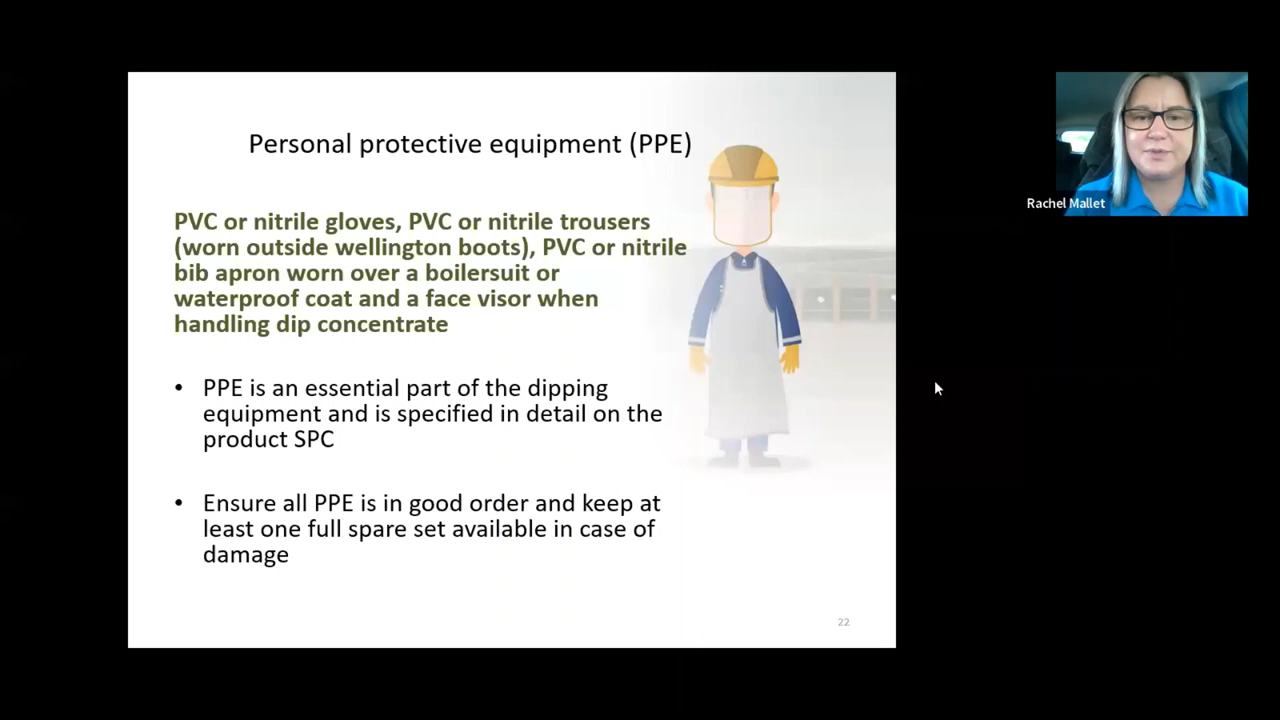 Personal protective equipment (PPE)
PVC or nitrile gloves, PVC or nitrile trousers
(worn outside wellington boots), PVC or nitrile
bib apron worn over a boilersuit or
waterproof coat and a face visor when
handling dip concentrate
• PPE is an essential part of the dipping
equipment and is specified in detail on the
product SPC
• Ensure all PPE is in good order and keep at
least one full spare set available in case of
damage
22
Rachel Mallet